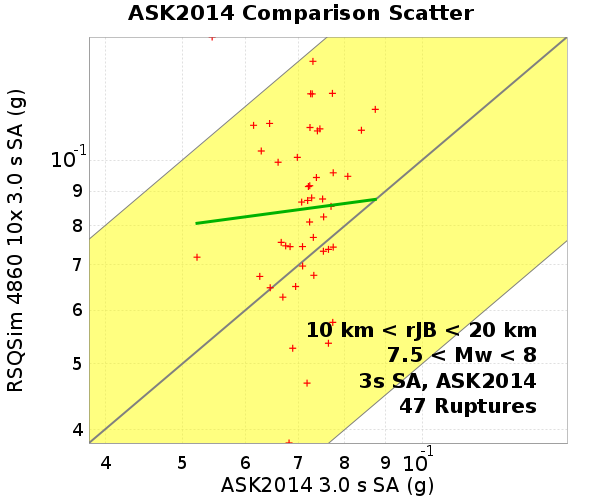 ASK2014 Comparison Scatter
RSQSim 4860 10x 3.0 s SA (g)
10-1
9
8
7
6
5
4
10 km < rJB < 20 km
7.5 < Mw < 8
3s SA, ASK2014
47 Ruptures
4 5 6 7 8 9 10-1
ASK2014 3.0 s SA (g)